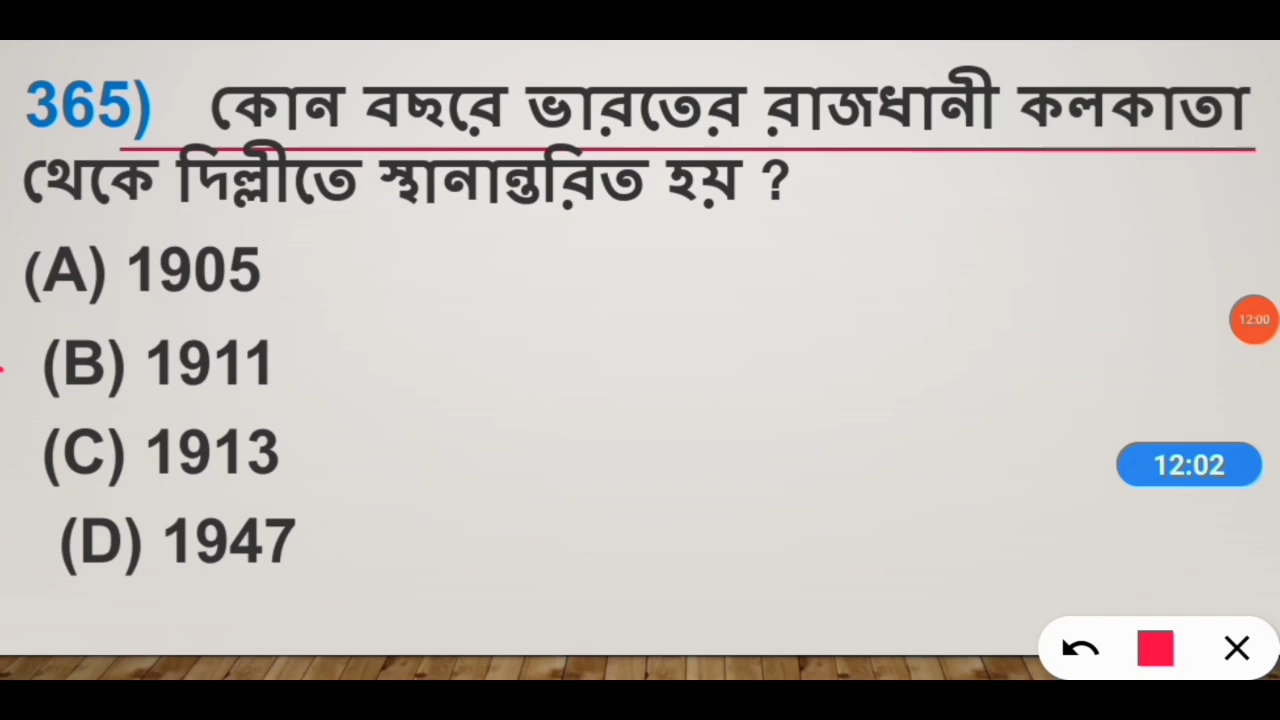 365) কোন বছরে ভারতের রাজধানী কলকাতা
থেকে দিল্লীতে স্থানান্তরিত হয় ?
(A) 1905
(B) 1911
(C) 1913
(D) 1947
12:00
12:02